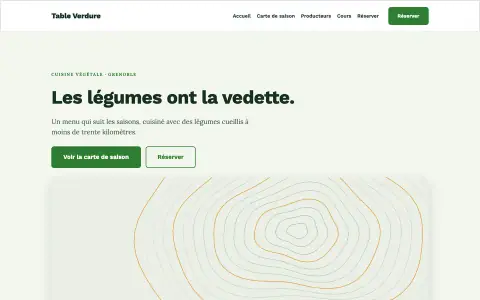 Table Verdure
Accueil Carte de saison Producteurs Cours Réserver Réserver
CUISINE VÉGÉTALE · GRENOBLE
Les légumes ont la vedette.
Un menu qui suit les saisons, cuisiné avec des légumes cueillis à
moins de trente kilomètres.
Voir la carte de saison Réserver